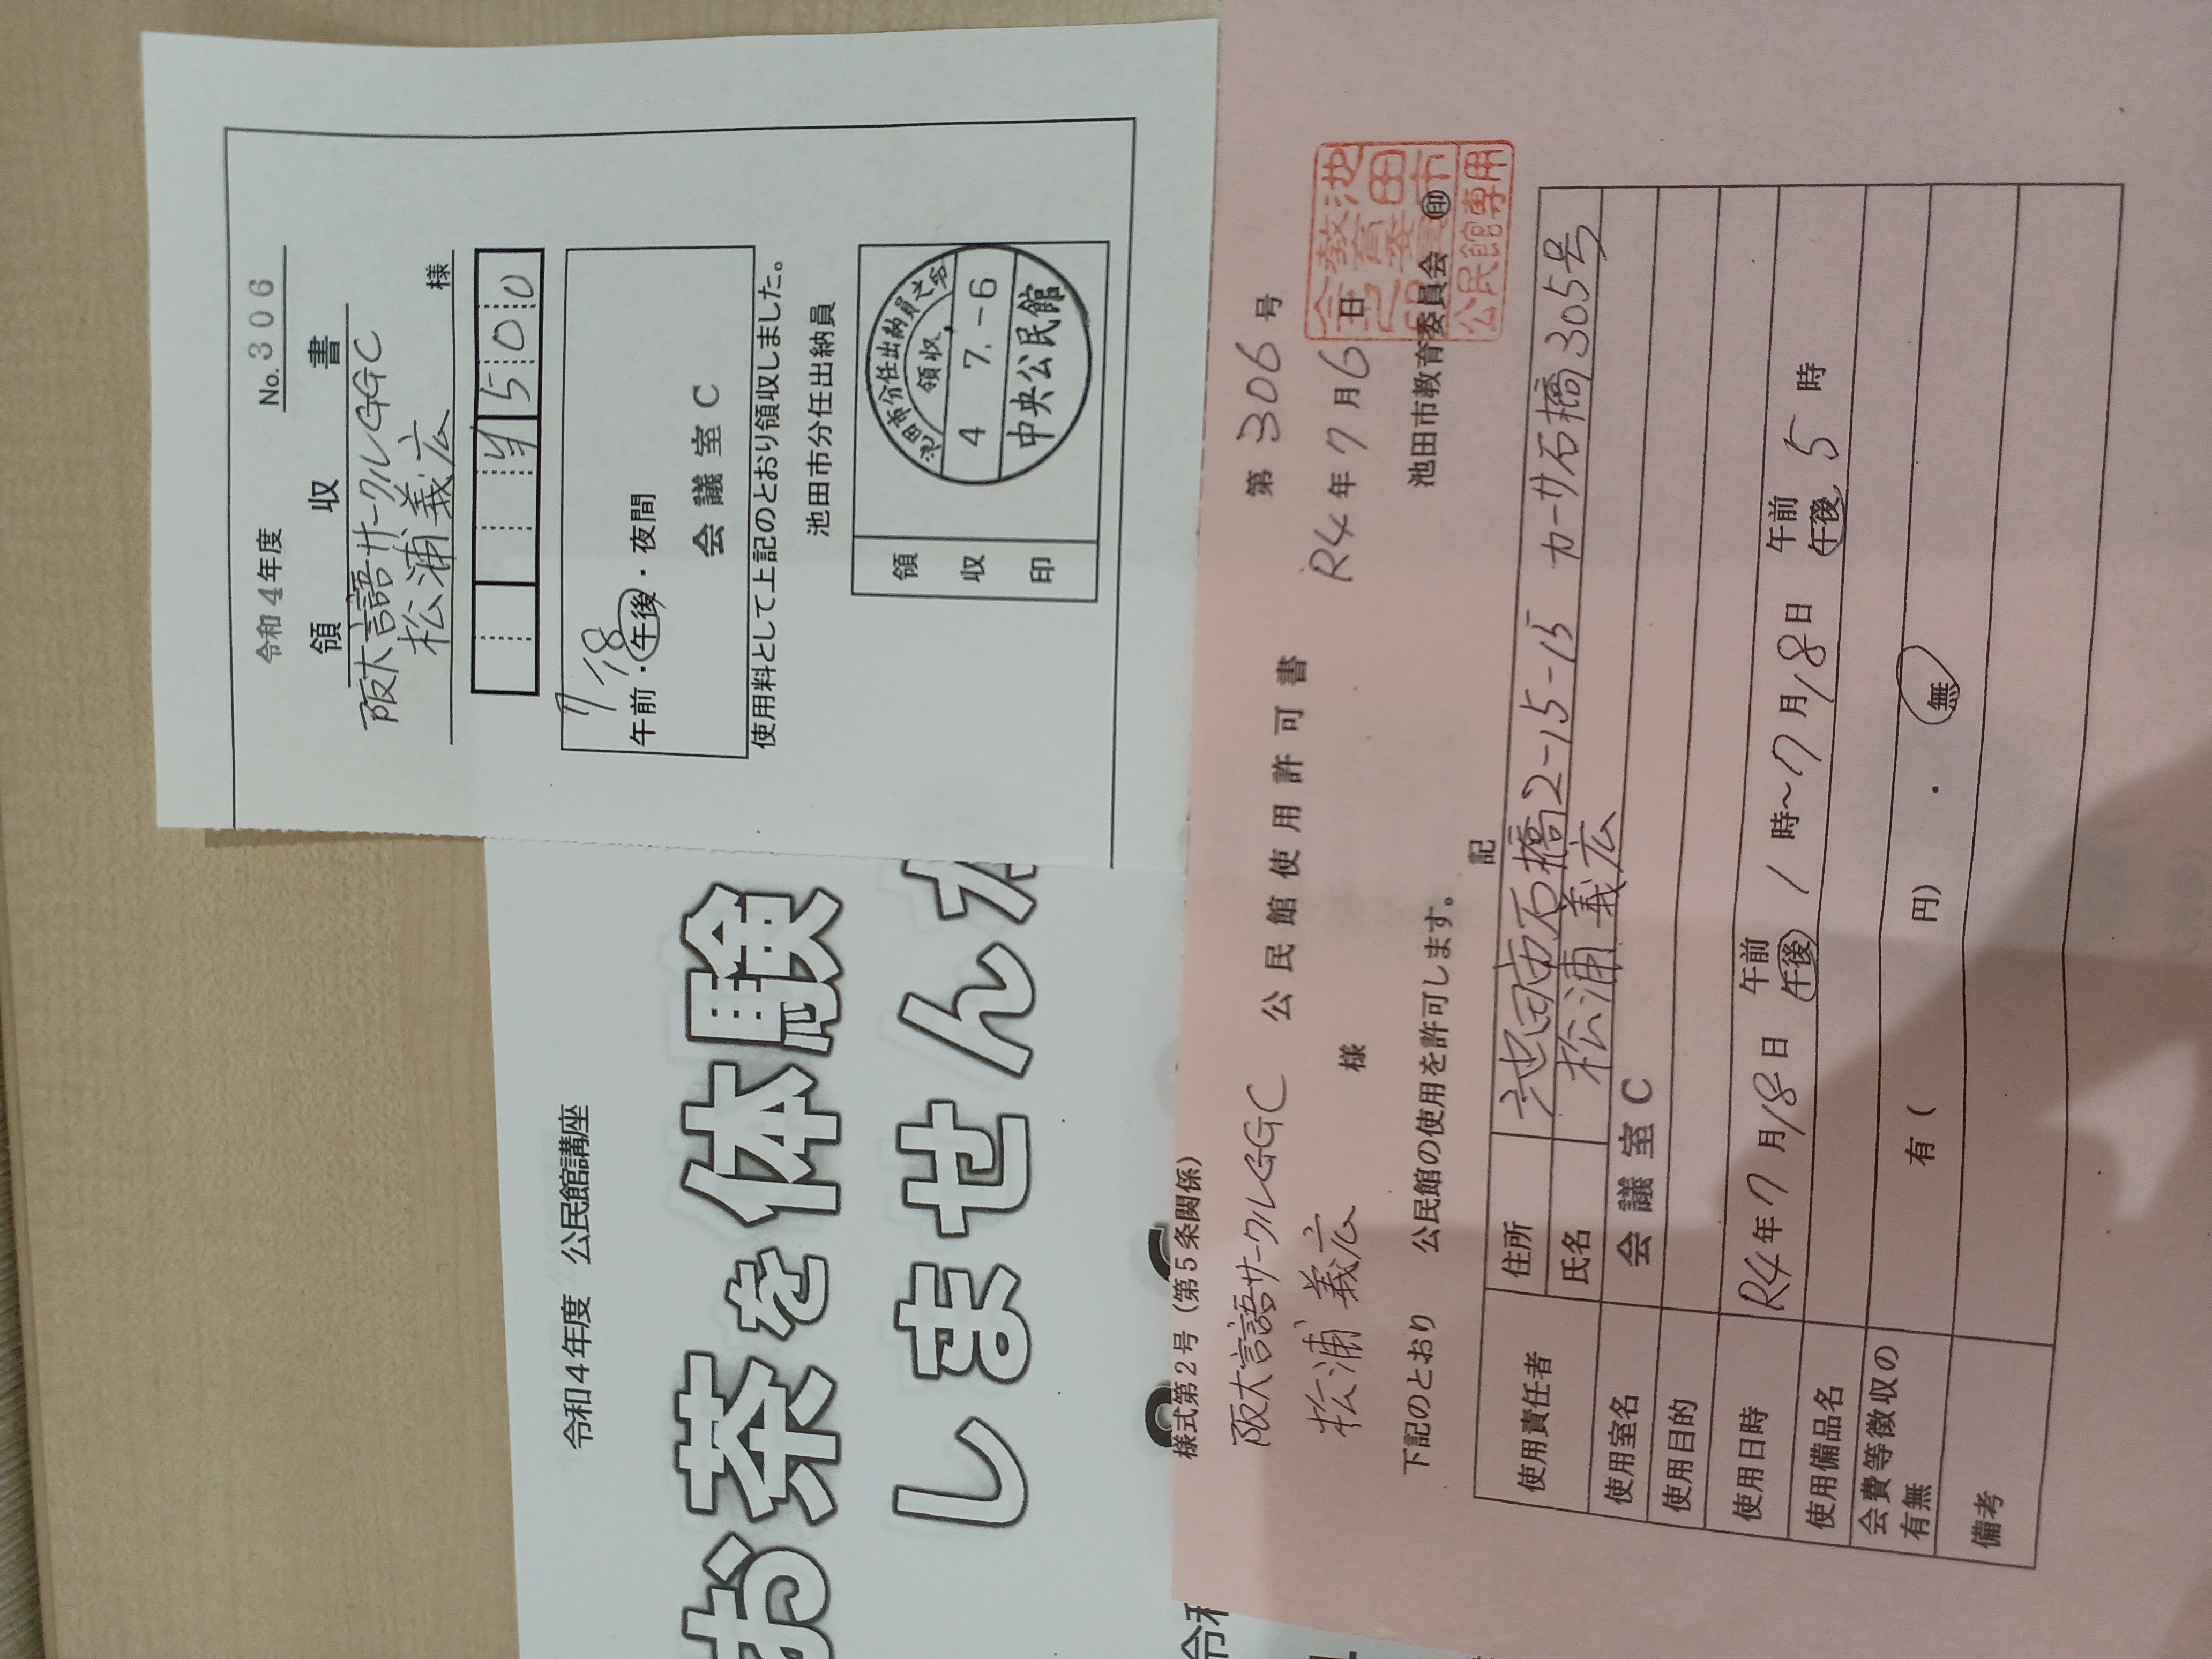 令和4年度 No.306
領収書
阪大言語サークルGGC
松浦義広 様
¥500
7/18
午前・午後・夜間
会議室C
使用料として上記のとおり領収しました。
池田市分任出納員
領収印
池田市分任出納員之印
領収
4 7.-6
中央公民館
令和4年度 公民館講座
お茶を体験
しません
令和
様式第2号(第5条関係)
阪大言語サークルGGC 公民館使用許可書 第306号
松浦義広 様 R4年7月6日
下記のとおり 公民館の使用を許可します。 池田市教育委員会 ㊞
池田市教育委員会之印
公民館専用
記
使用責任者 住所 池田市石橋2-15-15 カーサ石橋305号
氏名 松浦義広
使用室名 会議室C
使用目的
使用日時 R4年7月18日 午前 午後 1時~7月18日 午前 午後 5時
使用備品名
会費等徴収の
有無 有( 円)・無
備考